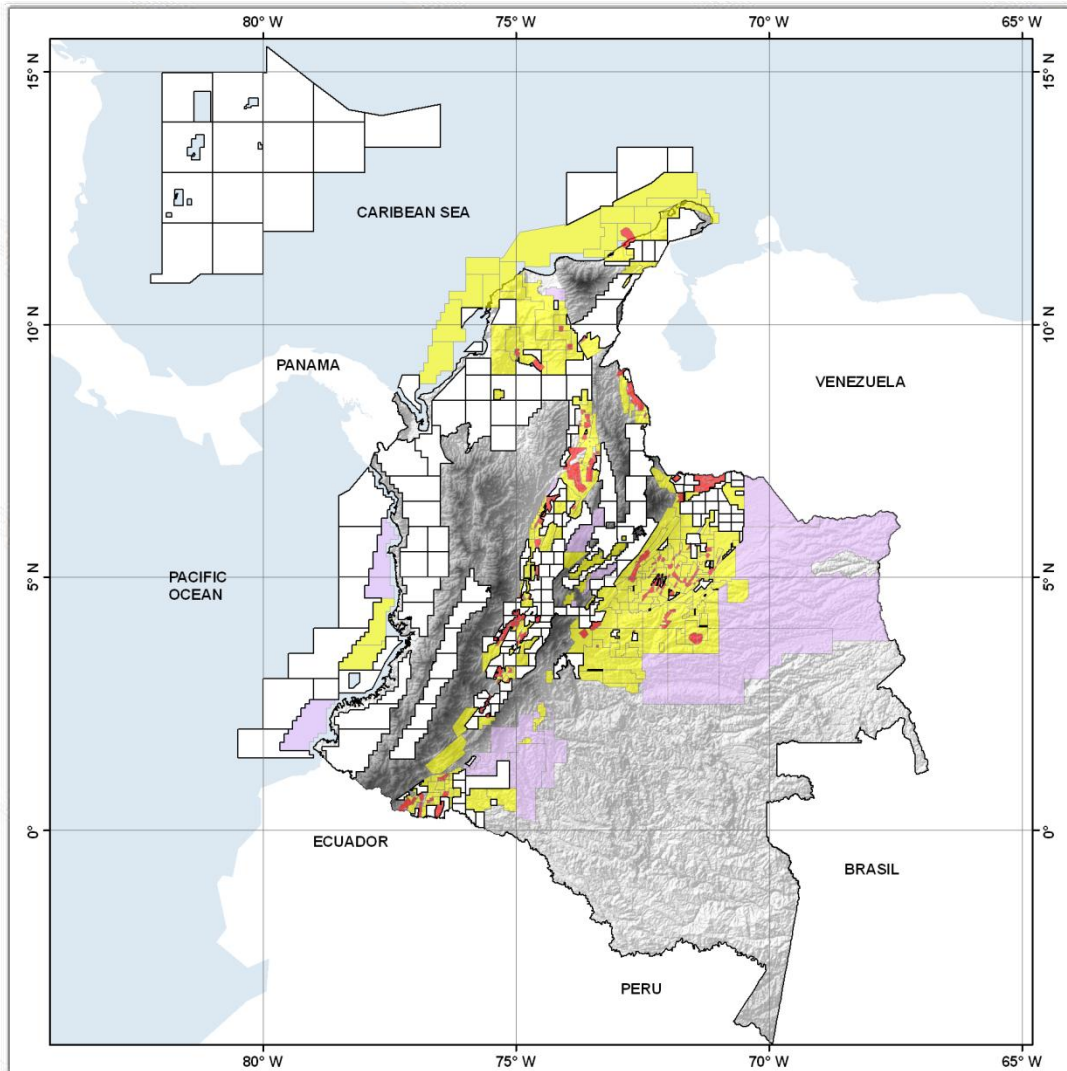 80° W 75° W 70° W 65° W
15° N 15° N
CARIBEAN SEA
10° N 10° N
PANAMA
VENEZUELA
PACIFIC
OCEAN
5° N 5° N
0° 0°
ECUADOR
BRASIL
PERU
80° W 75° W 70° W 65° W